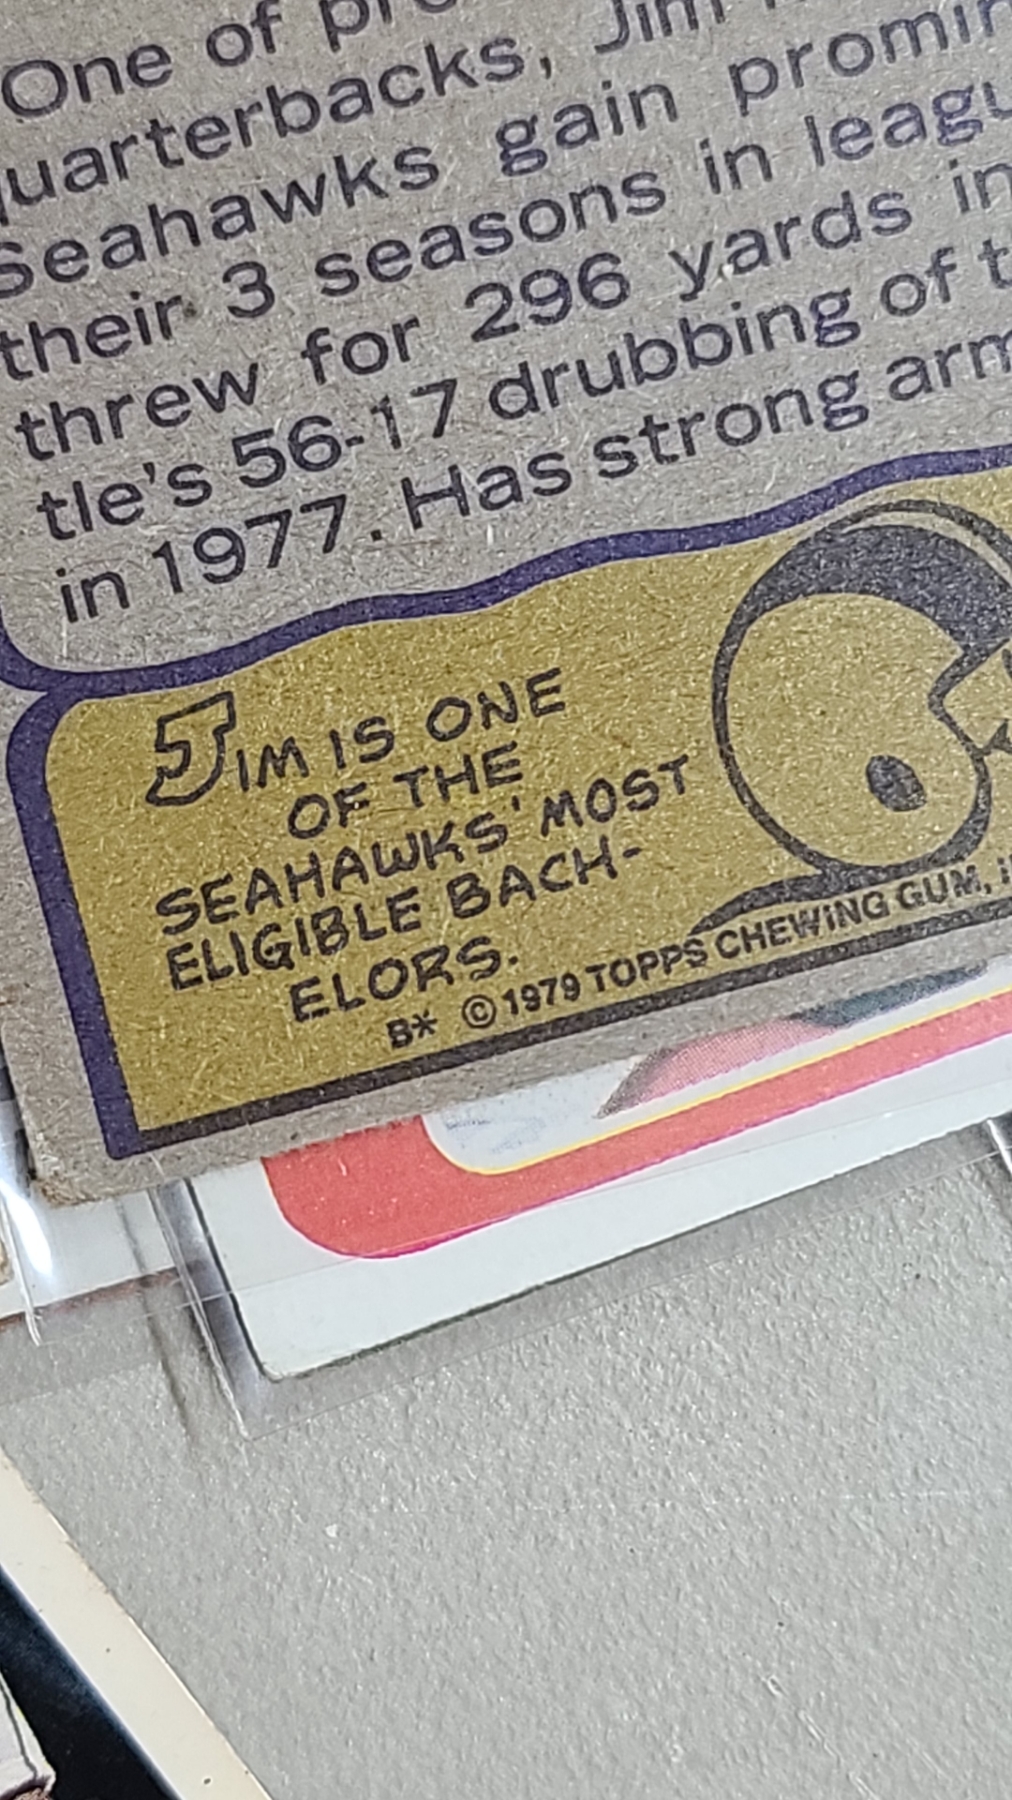 One of
quarterbacks, Jim
Seahawks gain
their 3 seasons in
threw for 296 yards in
tle's 56-17 drubbing of
in 1977. Has strong arm
JIM IS ONE
OF THE
SEAHAWKS' MOST
ELIGIBLE BACH-
ELORS.
B* © 1979 TOPPS CHEWING GUM,